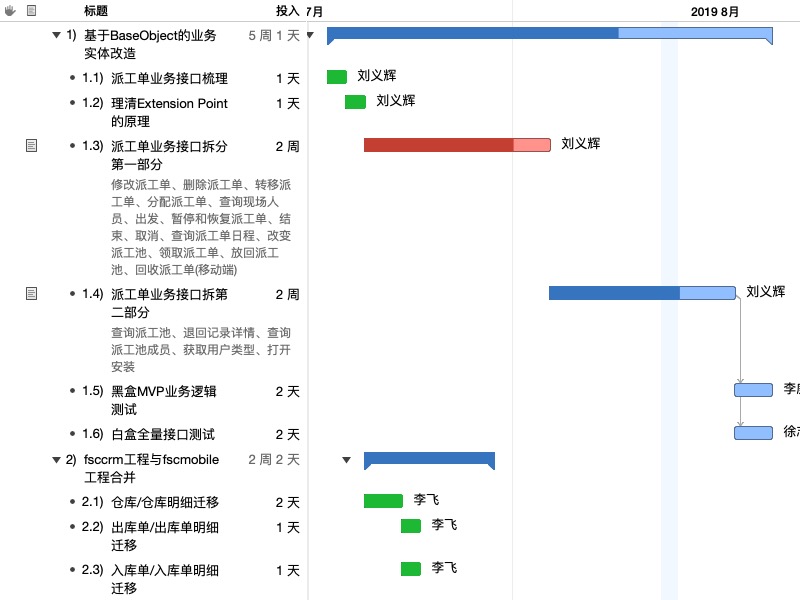 标题 投入 7月 2019 8月
1) 基于BaseObject的业务 5 周 1 天
实体改造
• 1.1) 派工单业务接口梳理 1 天 刘义辉
• 1.2) 理清Extension Point 1 天 刘义辉
的原理
• 1.3) 派工单业务接口拆分 2 周 刘义辉
第一部分
修改派工单、删除派工单、转移派
工单、分配派工单、查询现场人
员、出发、暂停和恢复派工单、结
束、取消、查询派工单日程、改变
派工池、领取派工单、放回派工
池、回收派工单(移动端)
• 1.4) 派工单业务接口拆第 2 周 刘义辉
二部分
查询派工池、退回记录详情、查询
派工池成员、获取用户类型、打开
安装
• 1.5) 黑盒MVP业务逻辑 2 天 李
测试
• 1.6) 白盒全量接口测试 2 天 徐
2) fsccrm工程与fscmobile 2 周 2 天
工程合并
• 2.1) 仓库/仓库明细迁移 2 天 李飞
• 2.2) 出库单/出库单明细 1 天 李飞
迁移
• 2.3) 入库单/入库单明细 1 天 李飞
迁移